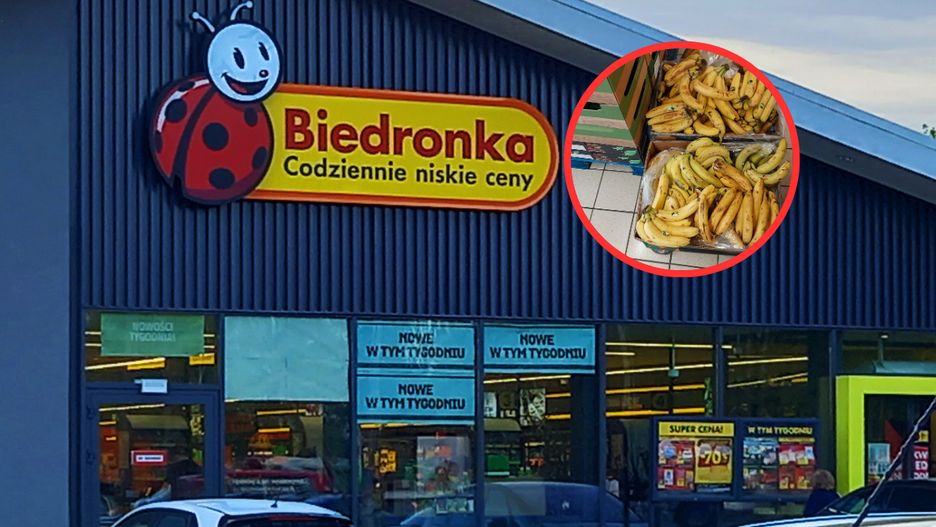 Biedronka
Codziennie niskie ceny
NOWOŚCI
TYGODNIA!
NOWE
W TYM TYGODNIU
NOWE
W TYM TYGODNIU
NOWE
W TYM TYGODNIU
SUPER CENA!
W TYM TYGODNIU